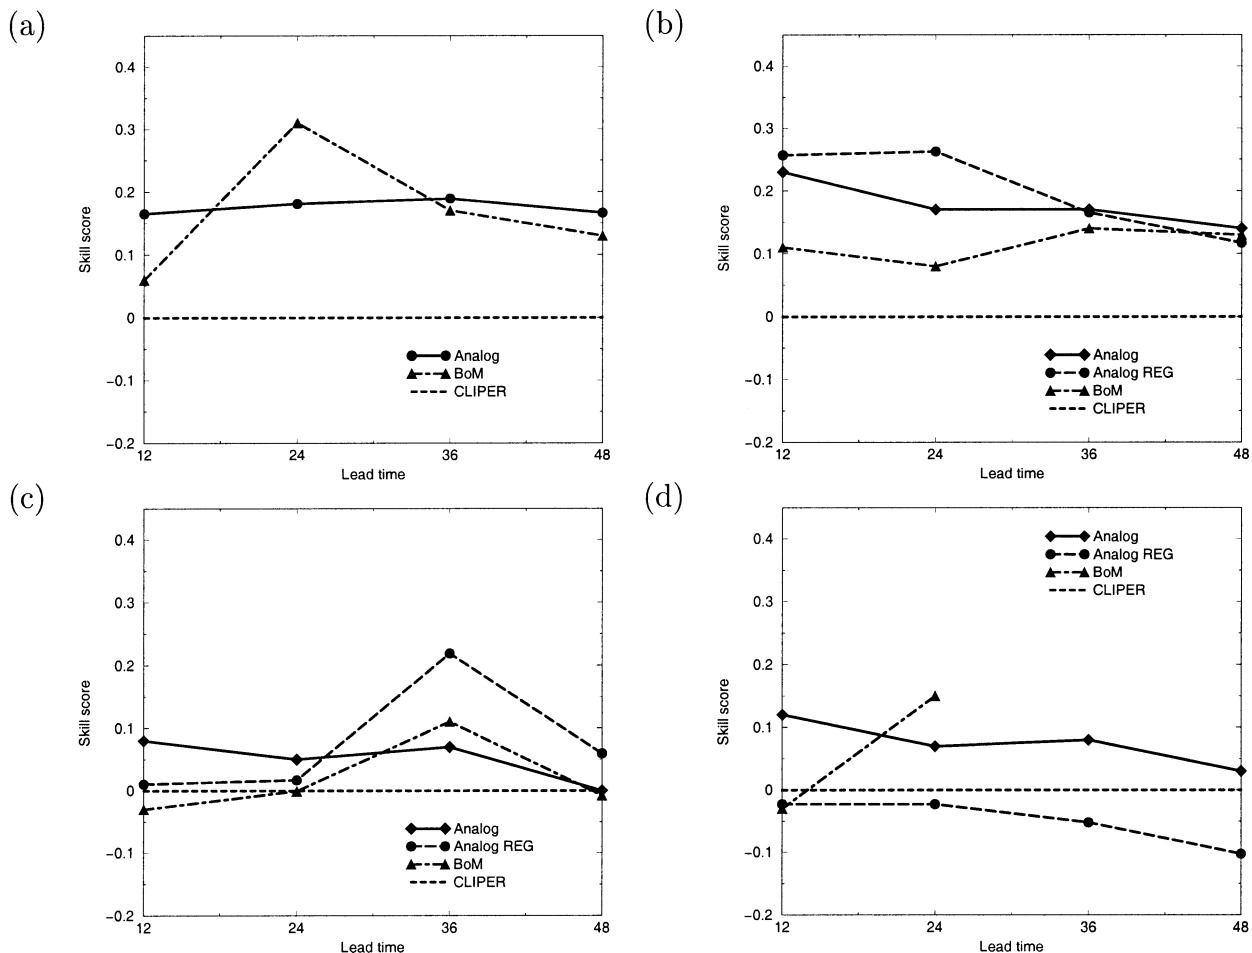 (a)
0.4
0.3
0.2
0.1
0
−0.1
−0.2
Skill score
12
24
36
48
Lead time
Analog
BoM
CLIPER
(b)
0.4
0.3
0.2
0.1
0
−0.1
−0.2
Skill score
12
24
36
48
Lead time
Analog
Analog REG
BoM
CLIPER
(c)
0.4
0.3
0.2
0.1
0
−0.1
−0.2
Skill score
12
24
36
48
Lead time
Analog
Analog REG
BoM
CLIPER
(d)
0.4
0.3
0.2
0.1
0
−0.1
−0.2
Skill score
12
24
36
48
Lead time
Analog
Analog REG
BoM
CLIPER